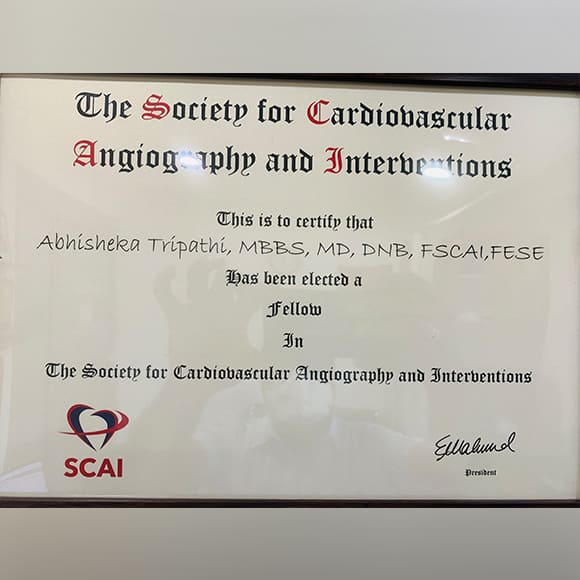 The Society for Cardiovascular
Angiography and Interventions
This is to certify that
Abhisheka Tripathi, MBBS, MD, DNB, FSCAI,FESE
Has been elected a
Fellow
In
The Society for Cardiovascular Angiography and Interventions
SCAI
President